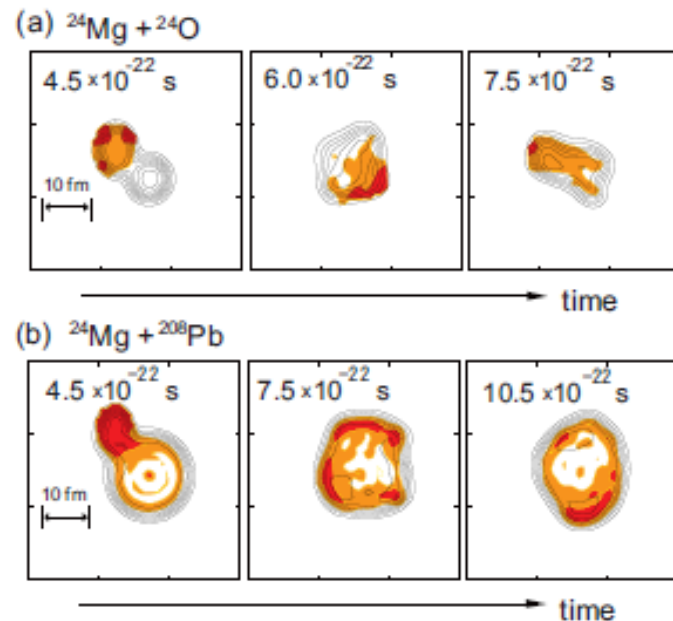 (a) ²⁴Mg + ²⁴O
4.5 ×10⁻²² s
6.0 ×10⁻²² s
7.5 ×10⁻²² s
10 fm
time
(b) ²⁴Mg + ²⁰⁸Pb
4.5 ×10⁻²² s
7.5 ×10⁻²² s
10.5 ×10⁻²² s
10 fm
time